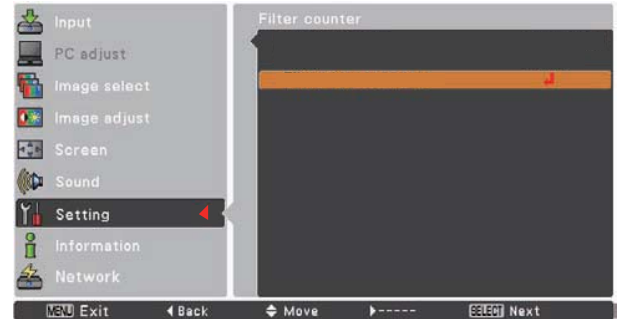 Input
PC adjust
Image select
Image adjust
Screen
Sound
Setting
Information
Network
Filter counter
MENU Exit ◀Back ⬍ Move ▶----- SELECT Next